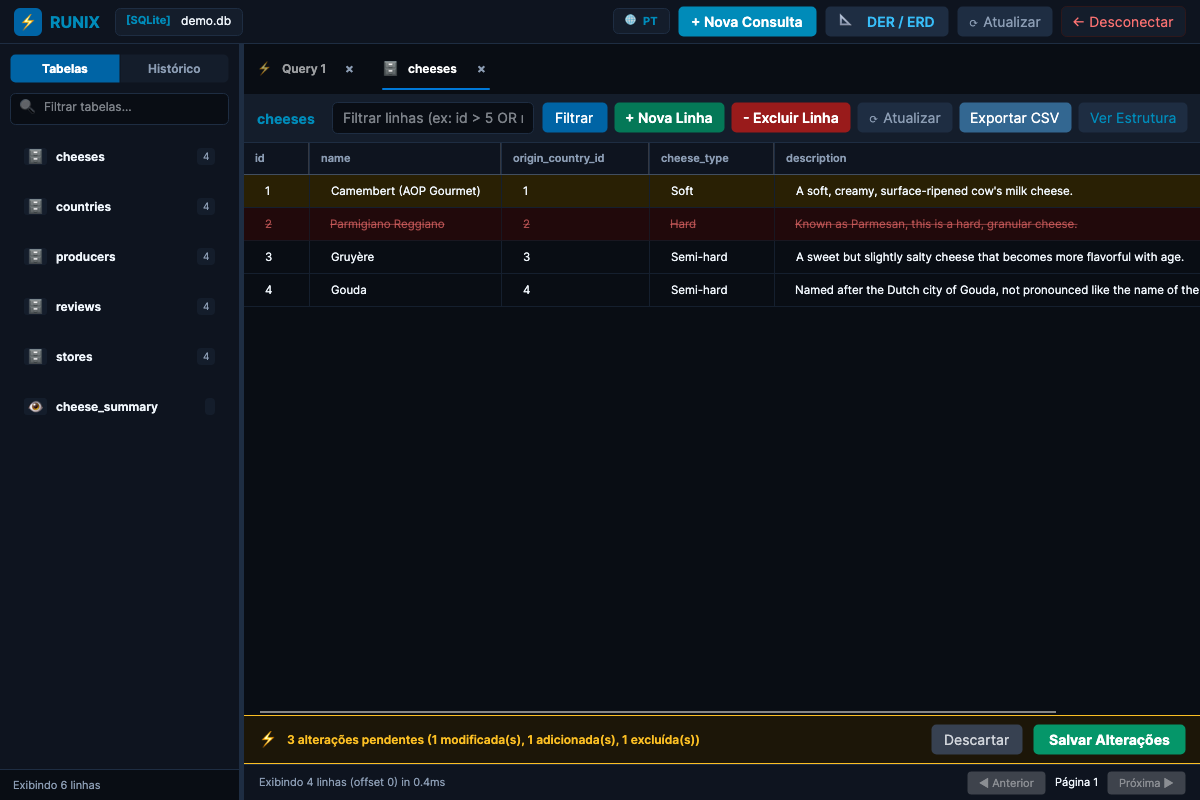 RUNIX
[SQLite] demo.db
PT
+ Nova Consulta
DER / ERD
Atualizar
← Desconectar
Tabelas
Histórico
Filtrar tabelas...
cheeses 4
countries 4
producers 4
reviews 4
stores 4
cheese_summary
Exibindo 6 linhas
Query 1 ×
cheeses ×
cheeses
Filtrar linhas (ex: id > 5 OR
Filtrar
+ Nova Linha
- Excluir Linha
Atualizar
Exportar CSV
Ver Estrutura
id name origin_country_id cheese_type description
1 Camembert (AOP Gourmet) 1 Soft A soft, creamy, surface-ripened cow's milk cheese.
2 Parmigiano Reggiano 2 Hard Known as Parmesan, this is a hard, granular cheese.
3 Gruyère 3 Semi-hard A sweet but slightly salty cheese that becomes more flavorful with age.
4 Gouda 4 Semi-hard Named after the Dutch city of Gouda, not pronounced like the name of the
3 alterações pendentes (1 modificada(s), 1 adicionada(s), 1 excluída(s))
Descartar
Salvar Alterações
Exibindo 4 linhas (offset 0) in 0.4ms
◀ Anterior
Página 1
Próxima ▶